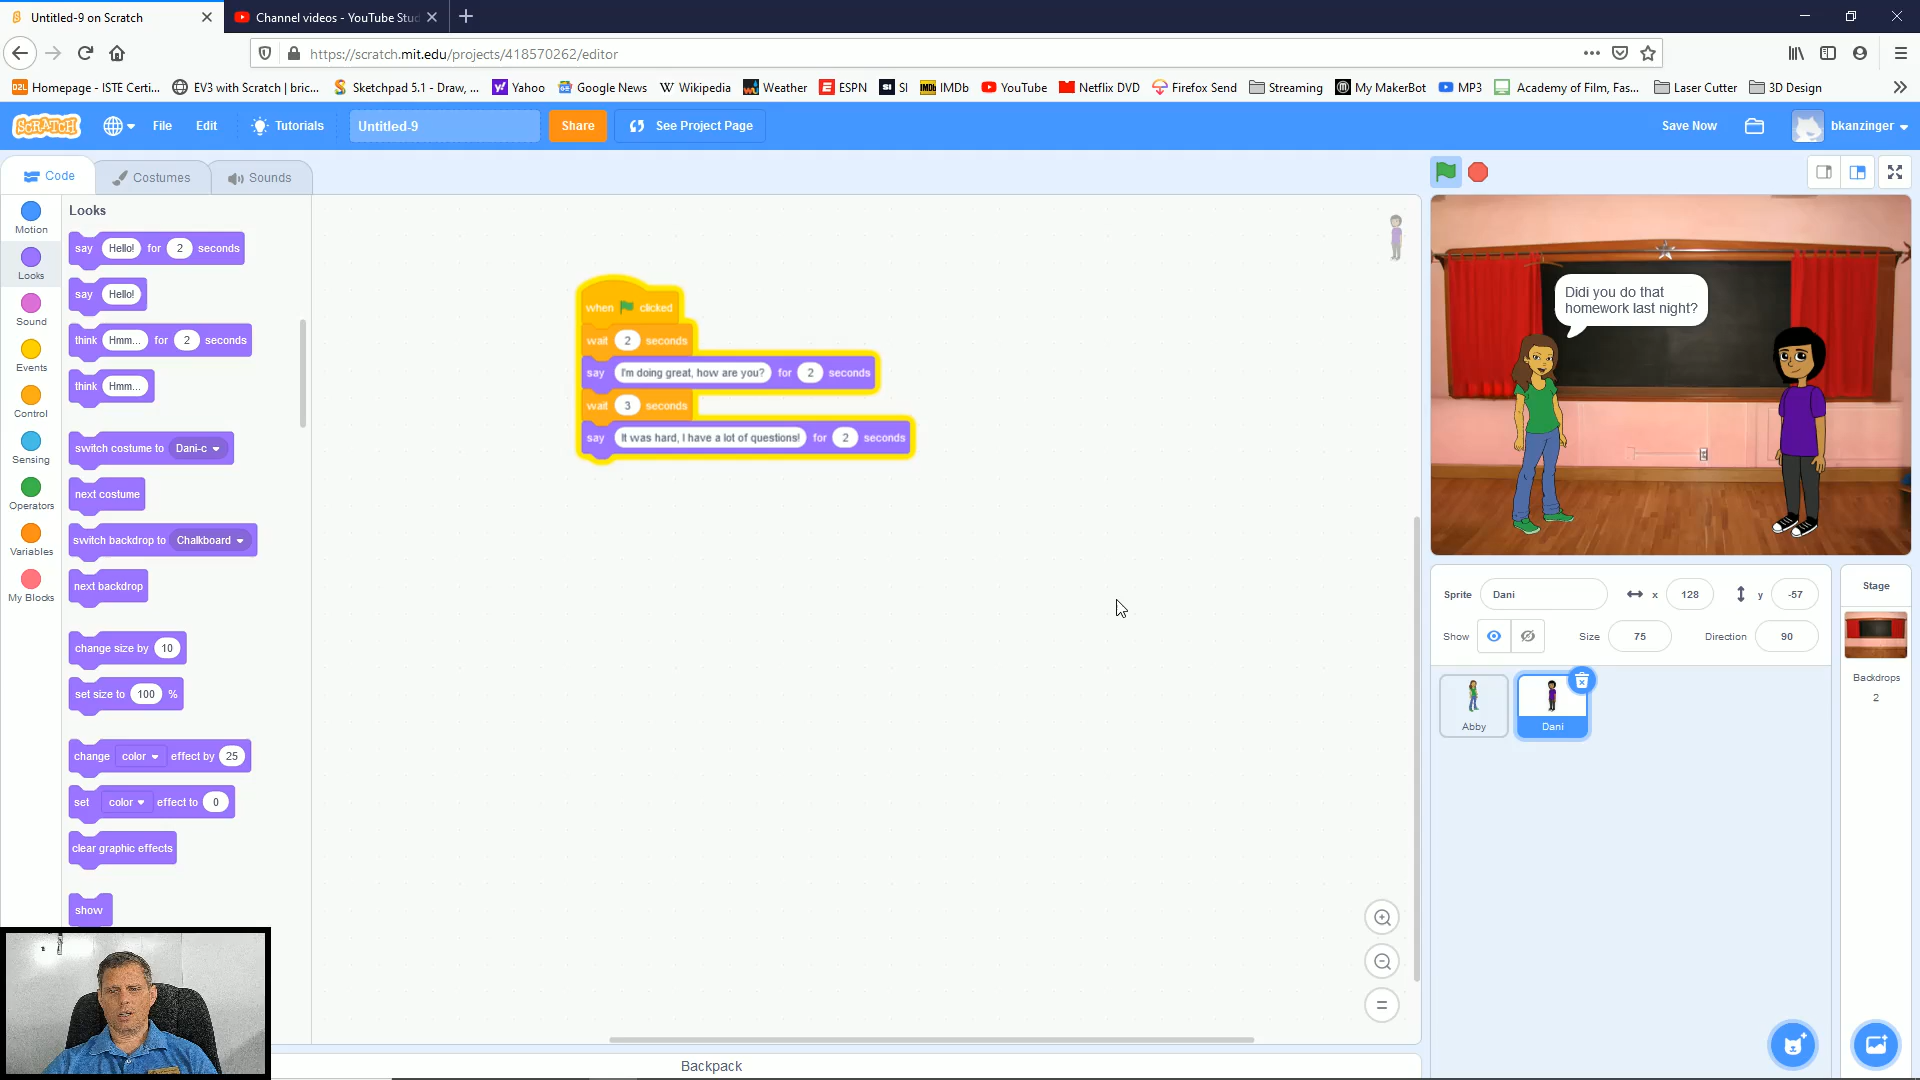 Untitled-9 on Scratch
Channel videos - YouTube Stud
https://scratch.mit.edu/projects/418570262/editor
Homepage - ISTE Certi...
EV3 with Scratch | bric...
Sketchpad 5.1 - Draw, ...
Yahoo
Google News
Wikipedia
Weather
ESPN
SI
IMDb
YouTube
Netflix DVD
Firefox Send
Streaming
My MakerBot
MP3
Academy of Film, Fas...
Laser Cutter
3D Design
SCRATCH
File
Edit
Tutorials
Untitled-9
Share
See Project Page
Save Now
bkanzinger
Code
Costumes
Sounds
Motion
Looks
Sound
Events
Control
Sensing
Operators
Variables
My Blocks
Looks
say Hello! for 2 seconds
say Hello!
think Hmm... for 2 seconds
think Hmm...
switch costume to Dani-c
next costume
switch backdrop to Chalkboard
next backdrop
change size by 10
set size to 100 %
change color effect by 25
set color effect to 0
clear graphic effects
show
when clicked
wait 2 seconds
say I'm doing great, how are you? for 2 seconds
wait 3 seconds
say It was hard, I have a lot of questions! for 2 seconds
Didi you do that
homework last night?
Sprite Dani x 128 y -57
Show Size 75 Direction 90
Abby
Dani
Stage
Backdrops
2
Backpack